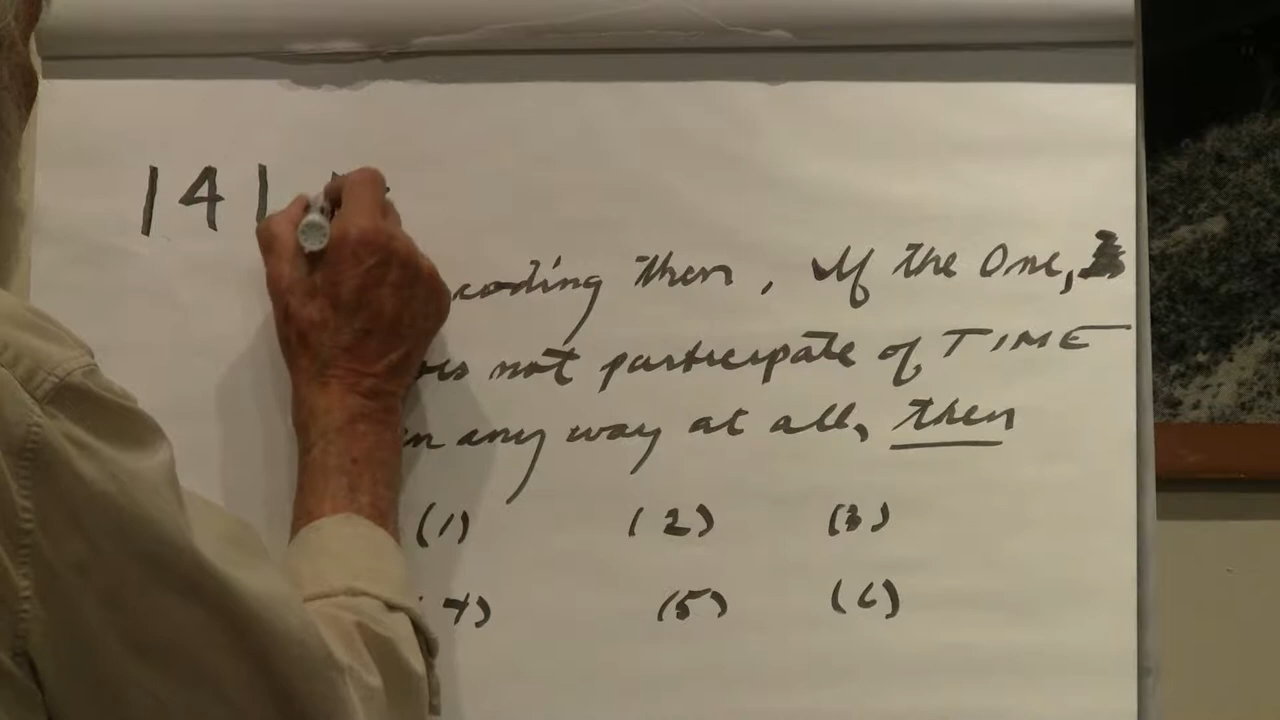 141
then, If the One,
not participate of TIME
any way at all, then
(1) (2) (3)
4) (5) (6)